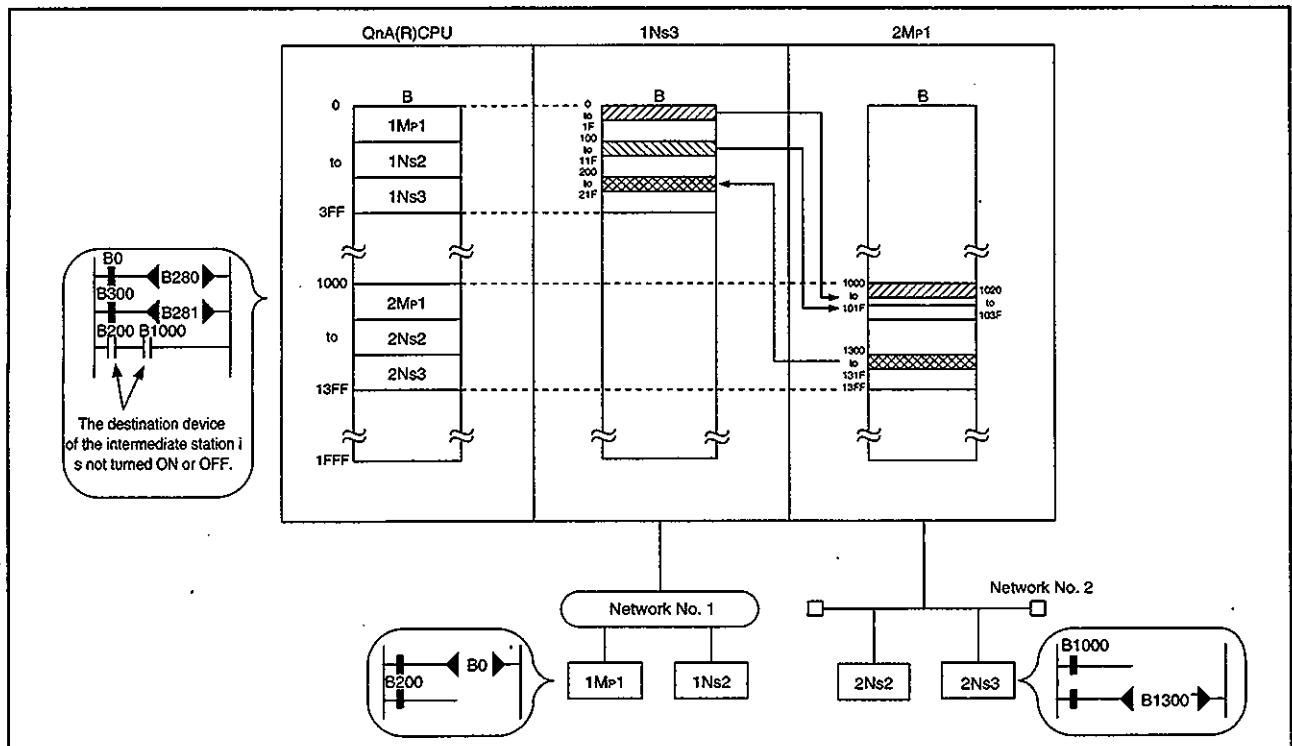 QnA(R)CPU 1Ns3 2MP1
B B B
0
1MP1
to
1Ns2
1Ns3
3FF
1000
2MP1
to
2Ns2
2Ns3
13FF
1FFF
0
to
1F
100
to
11F
200
to
21F
1000
to
101F
1020
to
103F
1300
to
131F
13FF
B0
B280
B300
B281
B200 B1000
The destination device
of the intermediate station i
s not turned ON or OFF.
Network No. 1
Network No. 2
B0
B200
1MP1
1Ns2
2Ns2
2Ns3
B1000
B1300